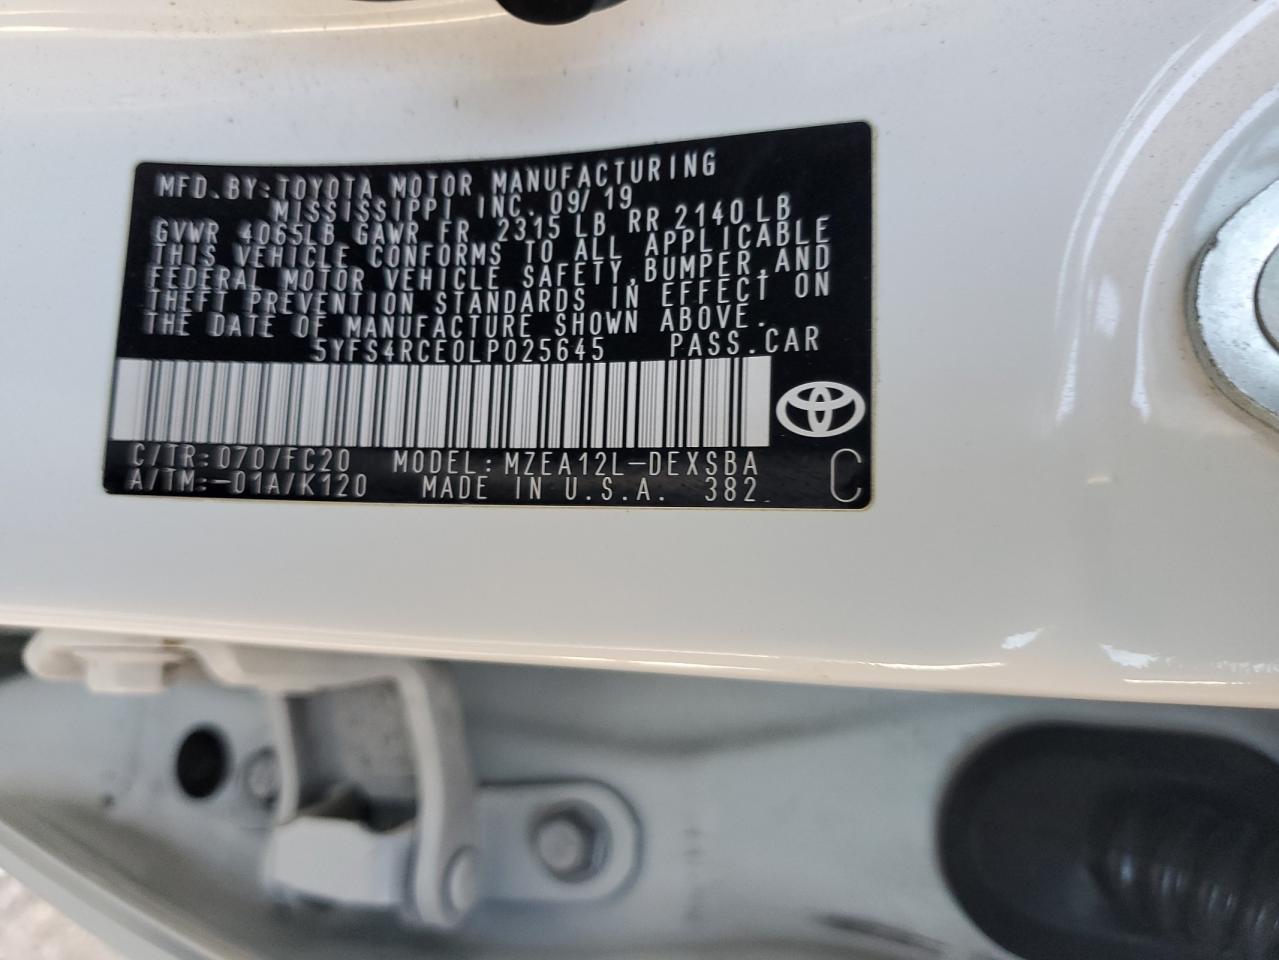 MFD. BY: TOYOTA MOTOR MANUFACTURING
MISSISSIPPI INC. 09/19
GVWR 4065LB GAWR FR 2315 LB RR 2140 LB
THIS VEHICLE CONFORMS TO ALL APPLICABLE
FEDERAL MOTOR VEHICLE SAFETY, BUMPER, AND
THEFT PREVENTION STANDARDS IN EFFECT ON
THE DATE OF MANUFACTURE SHOWN ABOVE.
5YFS4RCE0LP025645 PASS. CAR
C/TR: 070/FC20 MODEL: MZEA12L-DEXSBA
A/TM: -01A/K120 MADE IN U.S.A. 382 C